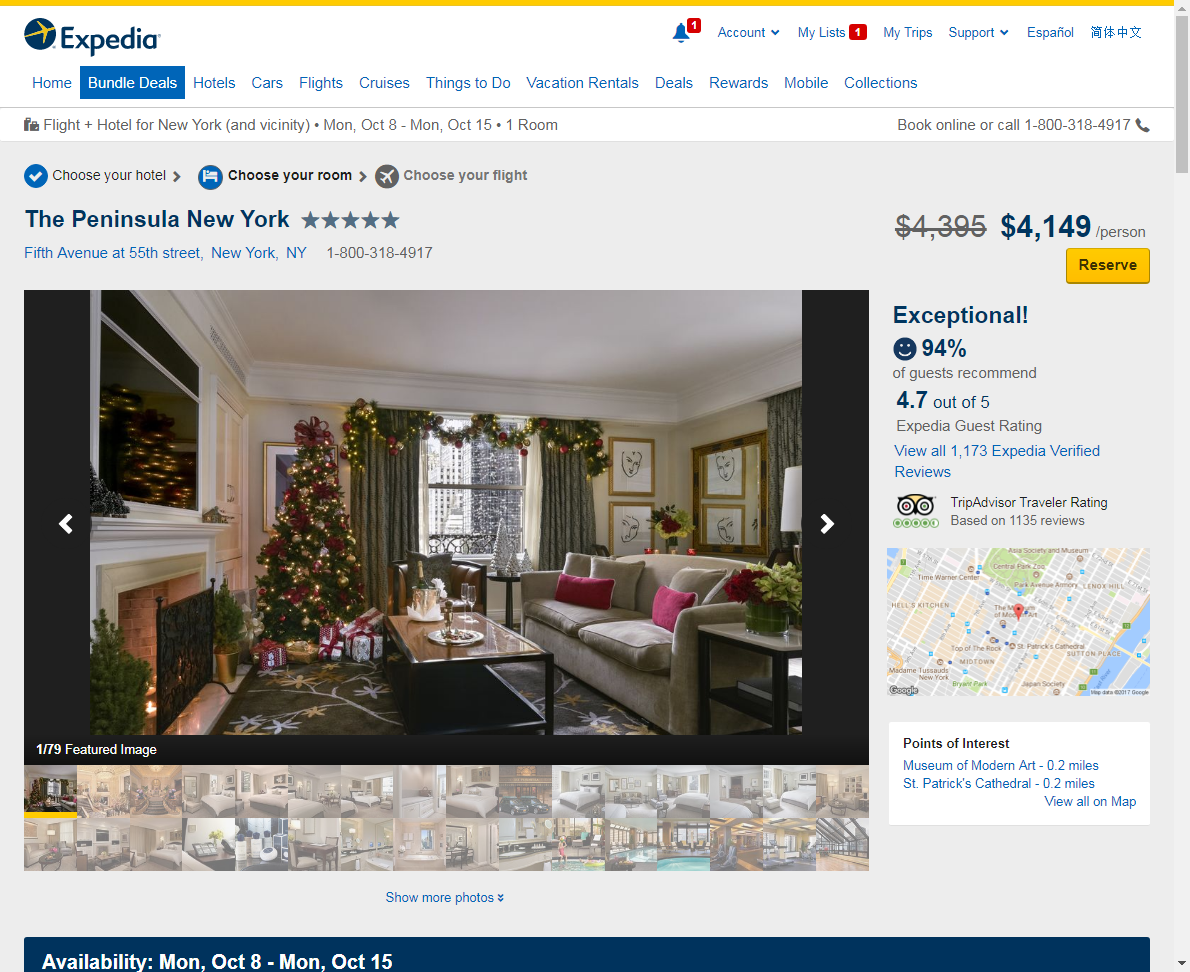 Expedia
1
Account
My Lists 1
My Trips
Support
Español
简体中文
Home
Bundle Deals
Hotels
Cars
Flights
Cruises
Things to Do
Vacation Rentals
Deals
Rewards
Mobile
Collections
Flight + Hotel for New York (and vicinity) • Mon, Oct 8 - Mon, Oct 15 • 1 Room
Book online or call 1-800-318-4917
Choose your hotel
Choose your room
Choose your flight
The Peninsula New York
Fifth Avenue at 55th street, New York, NY 1-800-318-4917
$4,395 $4,149 /person
Reserve
1/79 Featured Image
Show more photos
Exceptional!
94%
of guests recommend
4.7 out of 5
Expedia Guest Rating
View all 1,173 Expedia Verified
Reviews
TripAdvisor Traveler Rating
Based on 1135 reviews
Asia Society and Museum
Central Park Zoo
Time Warner Center
Park Avenue Armory
LENOX HILL
HELL'S KITCHEN
The Museum
of Modern Art
Top of The Rock
St. Patrick's Cathedral
SUTTON PLACE
MIDTOWN
Madame Tussauds
New York
Bryant Park
Japan Society
Google
Map data ©2017 Google
Points of Interest
Museum of Modern Art - 0.2 miles
St. Patrick's Cathedral - 0.2 miles
View all on Map
Availability: Mon, Oct 8 - Mon, Oct 15